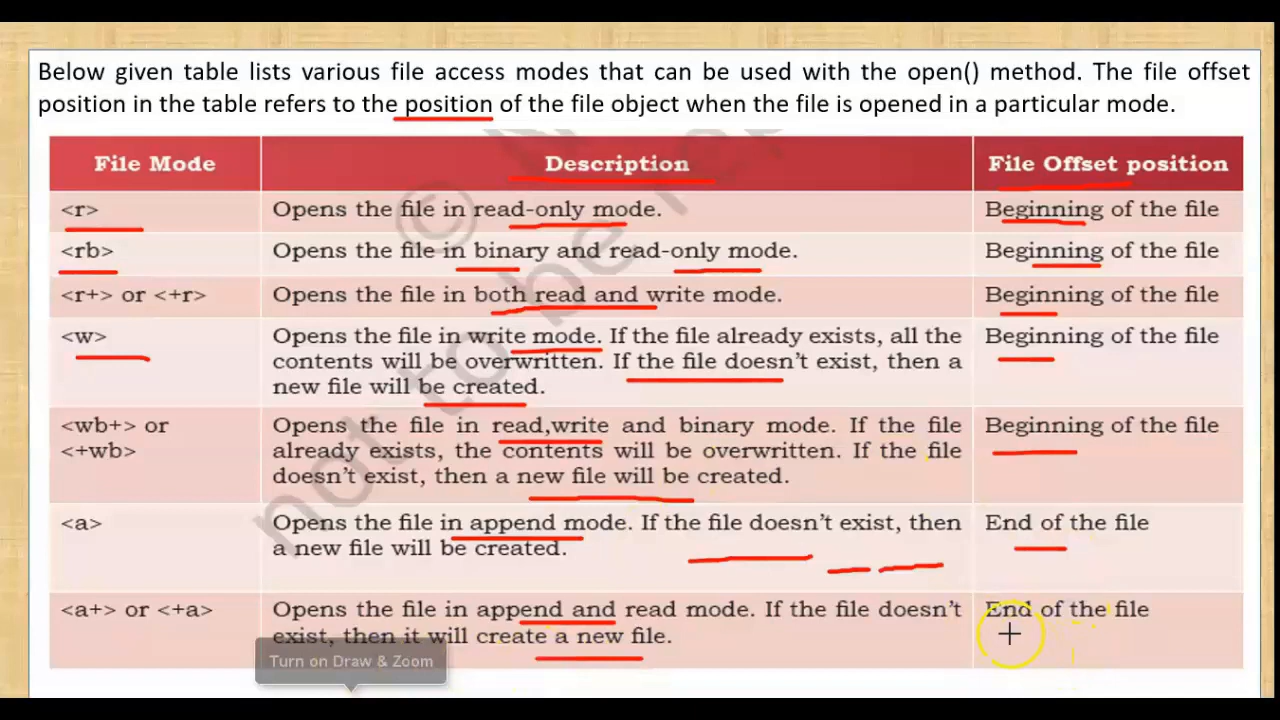 Below given table lists various file access modes that can be used with the open() method. The file offset
position in the table refers to the position of the file object when the file is opened in a particular mode.
File Mode Description File Offset position
<r> Opens the file in read-only mode. Beginning of the file
<rb> Opens the file in binary and read-only mode. Beginning of the file
<r+> or <+r> Opens the file in both read and write mode. Beginning of the file
<w> Opens the file in write mode. If the file already exists, all the Beginning of the file
contents will be overwritten. If the file doesn't exist, then a
new file will be created.
<wb+> or Opens the file in read,write and binary mode. If the file Beginning of the file
<+wb> already exists, the contents will be overwritten. If the file
doesn't exist, then a new file will be created.
<a> Opens the file in append mode. If the file doesn't exist, then End of the file
a new file will be created.
<a+> or <+a> Opens the file in append and read mode. If the file doesn't End of the file
exist, then it will create a new file.
Turn on Draw & Zoom
©
not to be